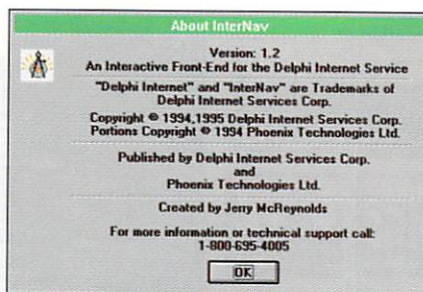 About InterNav
Version: 1.2
An Interactive Front-End for the Delphi Internet Service
"Delphi Internet" and "InterNav" are Trademarks of
Delphi Internet Services Corp.
Copyright © 1994,1995 Delphi Internet Services Corp.
Portions Copyright © 1994 Phoenix Technologies Ltd.
Published by Delphi Internet Services Corp.
and
Phoenix Technologies Ltd.
Created by Jerry McReynolds
For more information or technical support call:
1-800-695-4005
OK